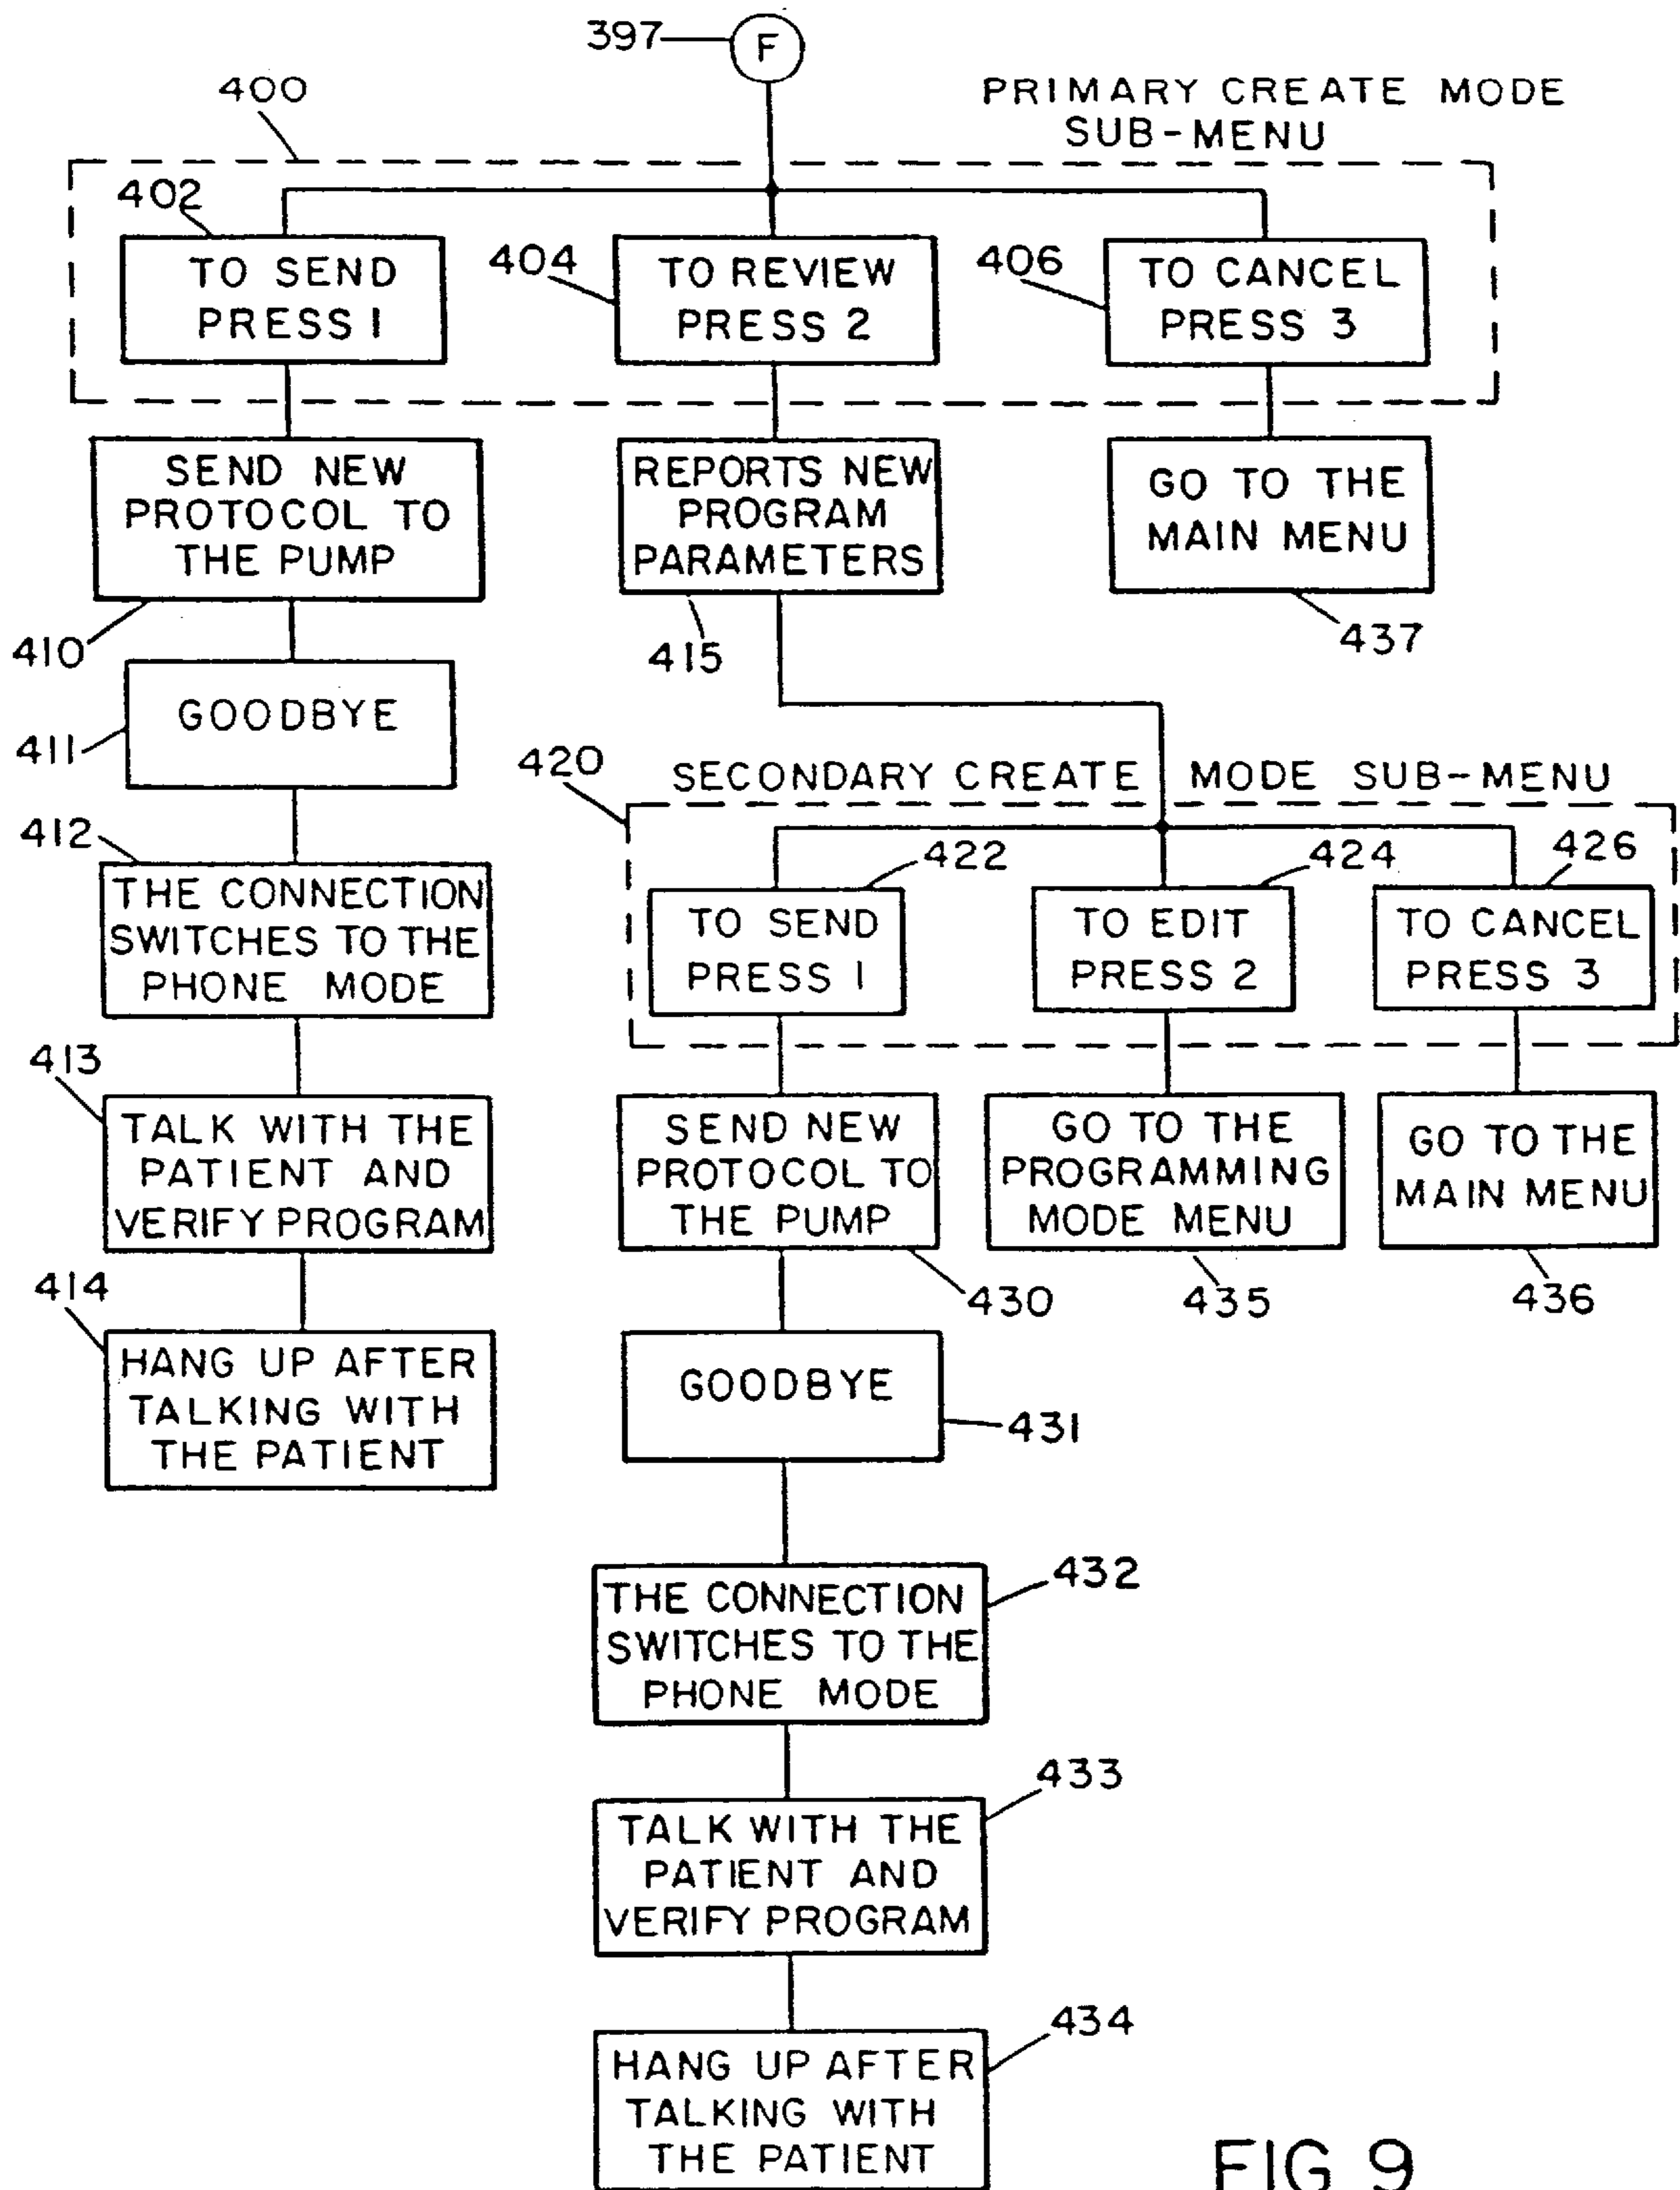 397
F
400
PRIMARY CREATE MODE
SUB-MENU
402
TO SEND
PRESS 1
404
TO REVIEW
PRESS 2
406
TO CANCEL
PRESS 3
SEND NEW
PROTOCOL TO
THE PUMP
410
REPORTS NEW
PROGRAM
PARAMETERS
415
GO TO THE
MAIN MENU
437
GOODBYE
411
420
SECONDARY CREATE MODE SUB-MENU
412
THE CONNECTION
SWITCHES TO THE
PHONE MODE
422
TO SEND
PRESS 1
424
TO EDIT
PRESS 2
426
TO CANCEL
PRESS 3
413
TALK WITH THE
PATIENT AND
VERIFY PROGRAM
SEND NEW
PROTOCOL TO
THE PUMP
430
GO TO THE
PROGRAMMING
MODE MENU
435
GO TO THE
MAIN MENU
436
414
HANG UP AFTER
TALKING WITH
THE PATIENT
GOODBYE
431
THE CONNECTION
SWITCHES TO THE
PHONE MODE
432
TALK WITH THE
PATIENT AND
VERIFY PROGRAM
433
HANG UP AFTER
TALKING WITH
THE PATIENT
434
FIG 9